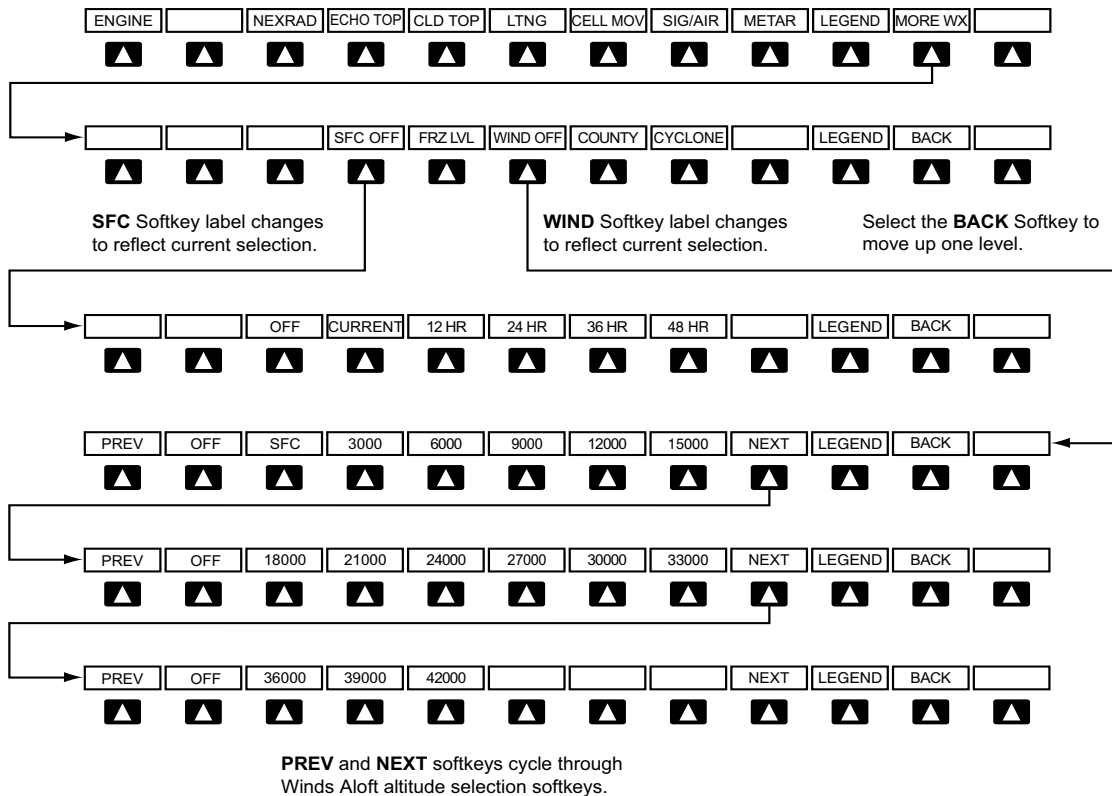 ENGINE NEXRAD ECHO TOP CLD TOP LTNG CELL MOV SIG/AIR METAR LEGEND MORE WX
SFC OFF FRZ LVL WIND OFF COUNTY CYCLONE LEGEND BACK
SFC Softkey label changes
to reflect current selection.
WIND Softkey label changes
to reflect current selection.
Select the BACK Softkey to
move up one level.
OFF CURRENT 12 HR 24 HR 36 HR 48 HR LEGEND BACK
PREV OFF SFC 3000 6000 9000 12000 15000 NEXT LEGEND BACK
PREV OFF 18000 21000 24000 27000 30000 33000 NEXT LEGEND BACK
PREV OFF 36000 39000 42000 NEXT LEGEND BACK
PREV and NEXT softkeys cycle through
Winds Aloft altitude selection softkeys.